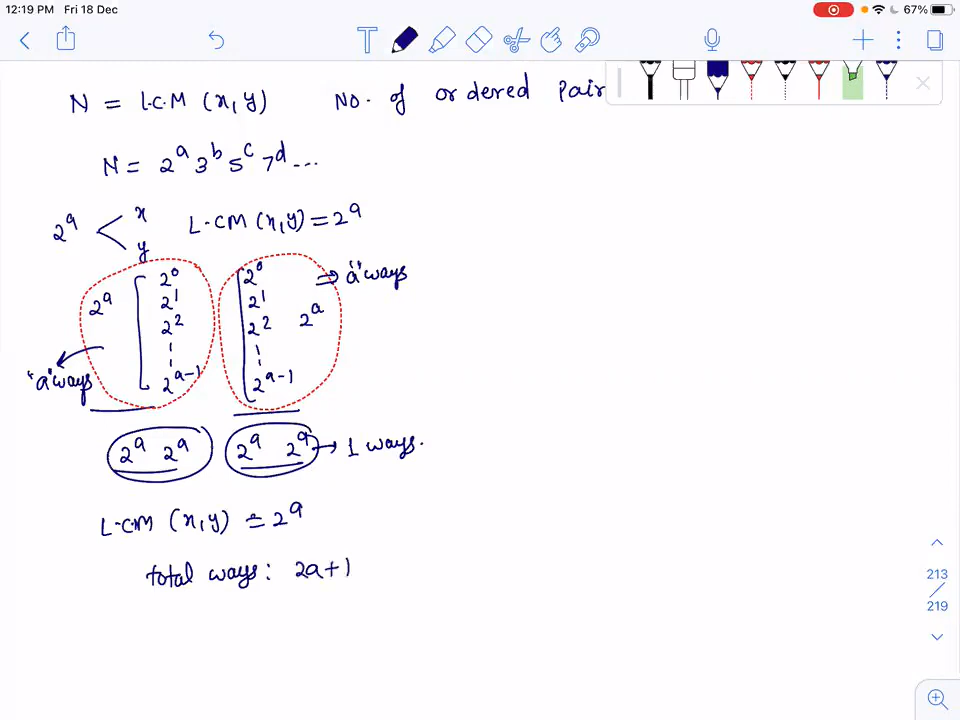 12:19 PM Fri 18 Dec 67%
N = L.C.M (x,y) No. of ordered Pair
N = 2^a 3^b 5^c 7^d ...
2^a < x y L.CM (x,y) = 2^a
2^a [ 2^0 2^1 2^2 ⋮ 2^{a-1}
"a" ways
[ 2^0 2^1 2^2 ⋮ 2^{a-1} 2^a
⇒ "a" ways
2^a 2^a 2^a 2^a → 1 ways.
L.C.M (x,y) = 2^a
total ways: 2a+1
213
219